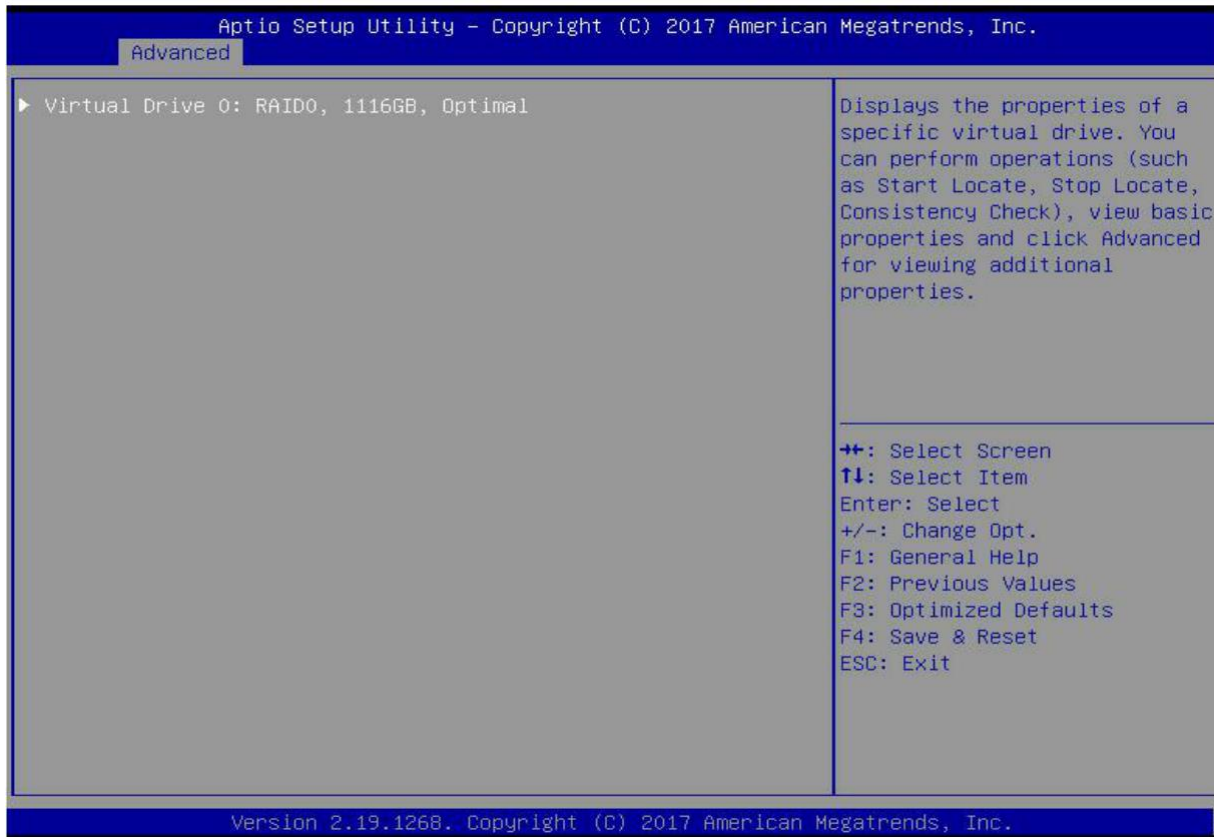 Aptio Setup Utility – Copyright (C) 2017 American Megatrends, Inc.
Advanced
▶ Virtual Drive 0: RAID0, 1116GB, Optimal
Displays the properties of a
specific virtual drive. You
can perform operations (such
as Start Locate, Stop Locate,
Consistency Check), view basic
properties and click Advanced
for viewing additional
properties.
→←: Select Screen
↑↓: Select Item
Enter: Select
+/-: Change Opt.
F1: General Help
F2: Previous Values
F3: Optimized Defaults
F4: Save & Reset
ESC: Exit
Version 2.19.1268. Copyright (C) 2017 American Megatrends, Inc.